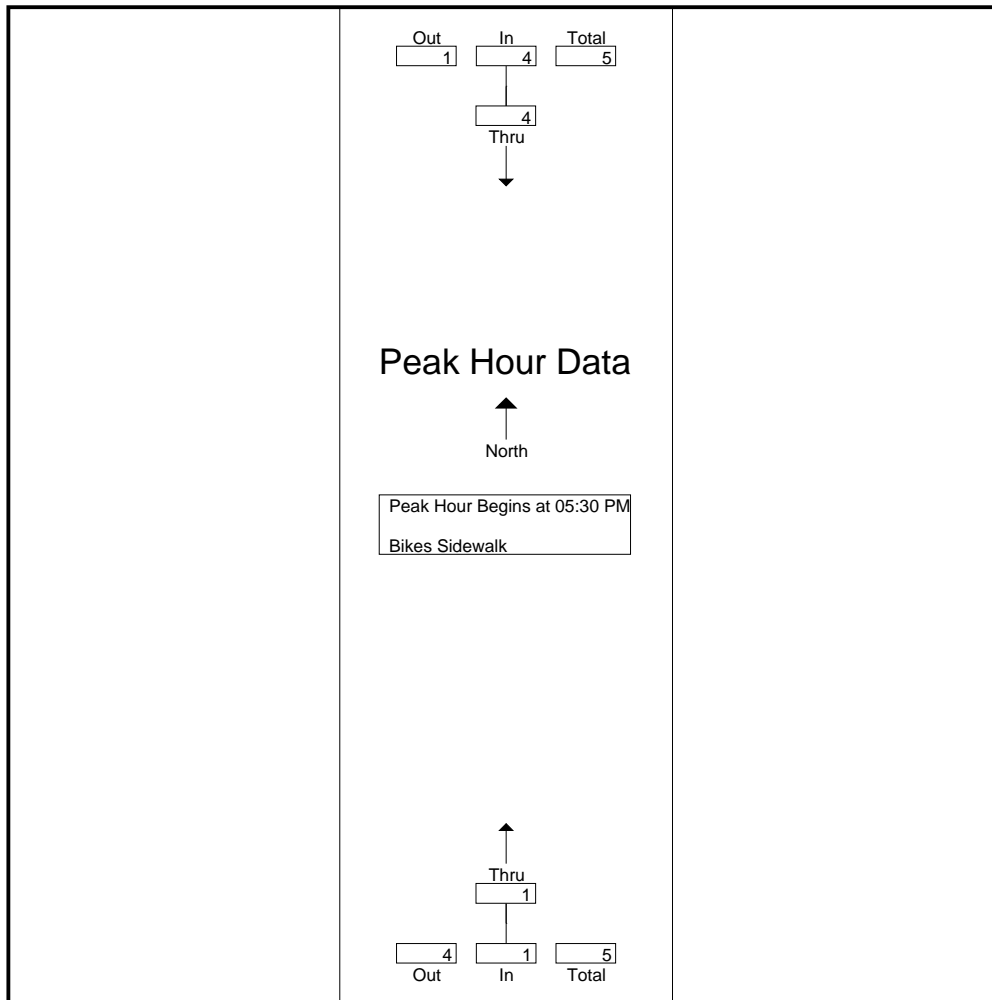 Out In Total
1 4 5
4
Thru
Peak Hour Data
North
Peak Hour Begins at 05:30 PM
Bikes Sidewalk
Thru
1
4 1 5
Out In Total